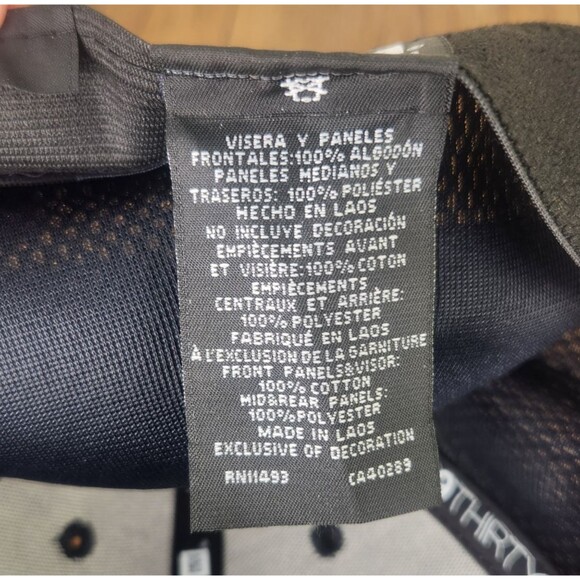 VISERA Y PANELES
FRONTALES:100% ALGODÓN
PANELES MEDIANOS Y
TRASEROS: 100% POLIÉSTER
HECHO EN LAOS
NO INCLUYE DECORACIÓN
EMPIÈCEMENTS AVANT
ET VISIÈRE:100% COTON
EMPIÈCEMENTS
CENTRAUX ET ARRIÈRE:
100% POLYESTER
FABRIQUÉ EN LAOS
À L'EXCLUSION DE LA GARNITURE
FRONT PANELS&VISOR:
100% COTTON
MID&REAR PANELS:
100%POLYESTER
MADE IN LAOS
EXCLUSIVE OF DECORATION
RN11493 CA40289
9THIRTY